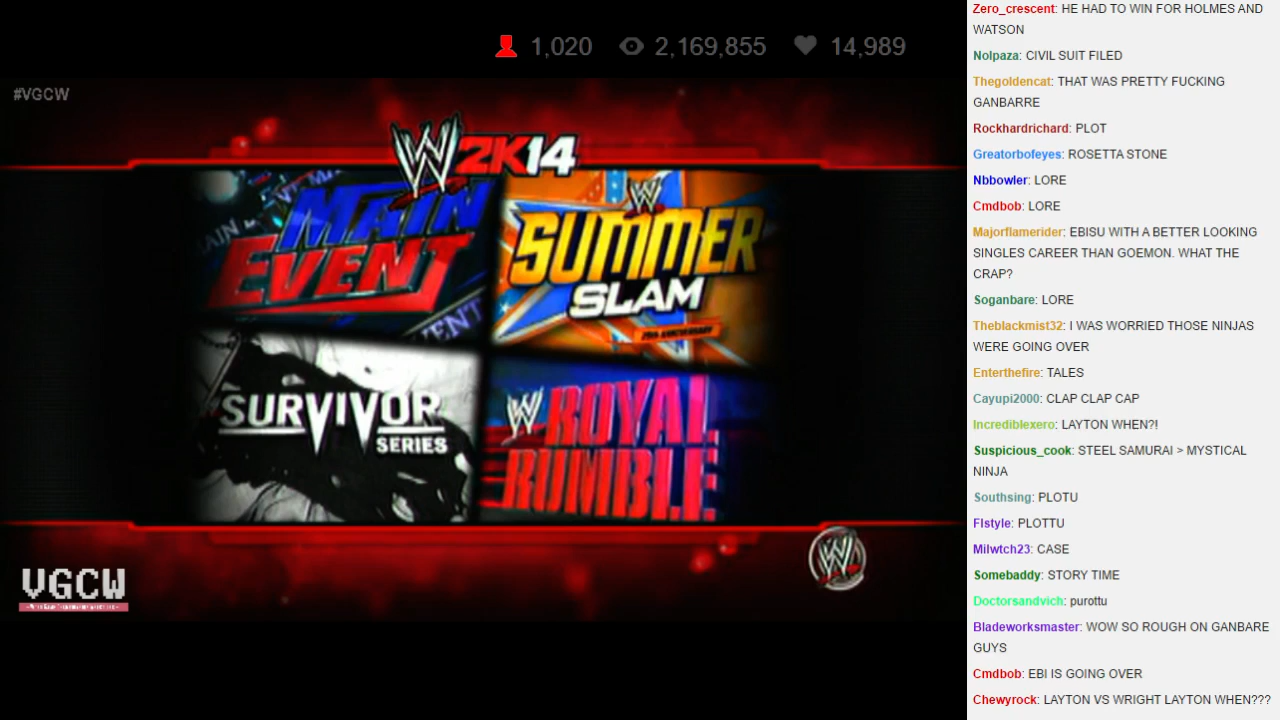 1,020 2,169,855 14,989
#VGCW
W 2K14
MAIN
EVENT
SUMMER
SLAM
SURVIVOR
SERIES
ROYAL
RUMBLE
VGCW
Zero_crescent: HE HAD TO WIN FOR HOLMES AND
WATSON
Nolpaza: CIVIL SUIT FILED
Thegoldencat: THAT WAS PRETTY FUCKING
GANBARRE
Rockhardrichard: PLOT
Greatorbofeyes: ROSETTA STONE
Nbbowler: LORE
Cmdbob: LORE
Majorflamerider: EBISU WITH A BETTER LOOKING
SINGLES CAREER THAN GOEMON. WHAT THE
CRAP?
Soganbare: LORE
Theblackmist32: I WAS WORRIED THOSE NINJAS
WERE GOING OVER
Enterthefire: TALES
Cayupi2000: CLAP CLAP CAP
Incrediblexero: LAYTON WHEN?!
Suspicious_cook: STEEL SAMURAI > MYSTICAL
NINJA
Southsing: PLOTU
Flstyle: PLOTTU
Milwtch23: CASE
Somebaddy: STORY TIME
Doctorsandvich: purottu
Bladeworksmaster: WOW SO ROUGH ON GANBARE
GUYS
Cmdbob: EBI IS GOING OVER
Chewyrock: LAYTON VS WRIGHT LAYTON WHEN???